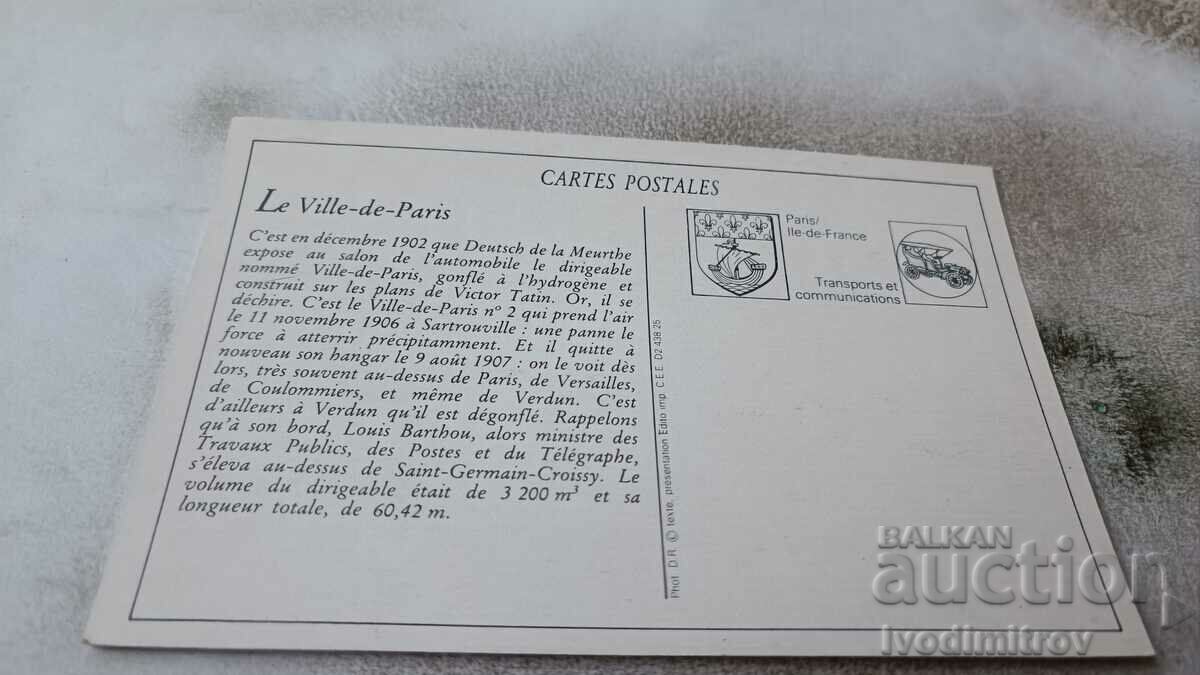 CARTES POSTALES
Le Ville-de-Paris
C'est en décembre 1902 que Deutsch de la Meurthe
expose au salon de l'automobile le dirigeable
nommé Ville-de-Paris, gonflé à l'hydrogène et
construit sur les plans de Victor Tatin. Or, il se
déchire. C'est le Ville-de-Paris n° 2 qui prend l'air
le 11 novembre 1906 à Sartrouville : une panne le
force à atterrir précipitamment. Et il quitte à
nouveau son hangar le 9 août 1907 : on le voit dès
lors, très souvent au-dessus de Paris, de Versailles,
de Coulommiers, et même de Verdun. C'est
d'ailleurs à Verdun qu'il est dégonflé. Rappelons
qu'à son bord, Louis Barthou, alors ministre des
Travaux Publics, des Postes et du Télégraphe,
s'éleva au-dessus de Saint-Germain-Croissy. Le
volume du dirigeable était de 3 200 m³ et sa
longueur totale, de 60,42 m.
Phot. D.R. © texte, présentation Edito imp. C.E.E. D2 438 25
Paris/
Ile-de-France
Transports et
communications
BALKAN
auction
Ivodimitrov